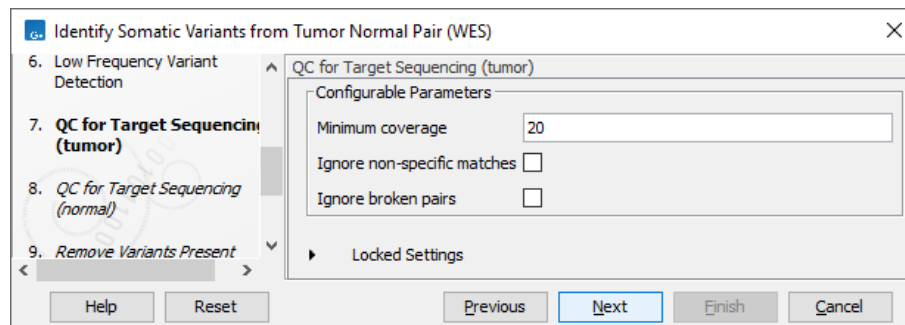 Identify Somatic Variants from Tumor Normal Pair (WES)
6. Low Frequency Variant
Detection
7. QC for Target Sequencing
(tumor)
8. QC for Target Sequencing
(normal)
9. Remove Variants Present
QC for Target Sequencing (tumor)
Configurable Parameters
Minimum coverage 20
Ignore non-specific matches
Ignore broken pairs
Locked Settings
Help Reset Previous Next Finish Cancel